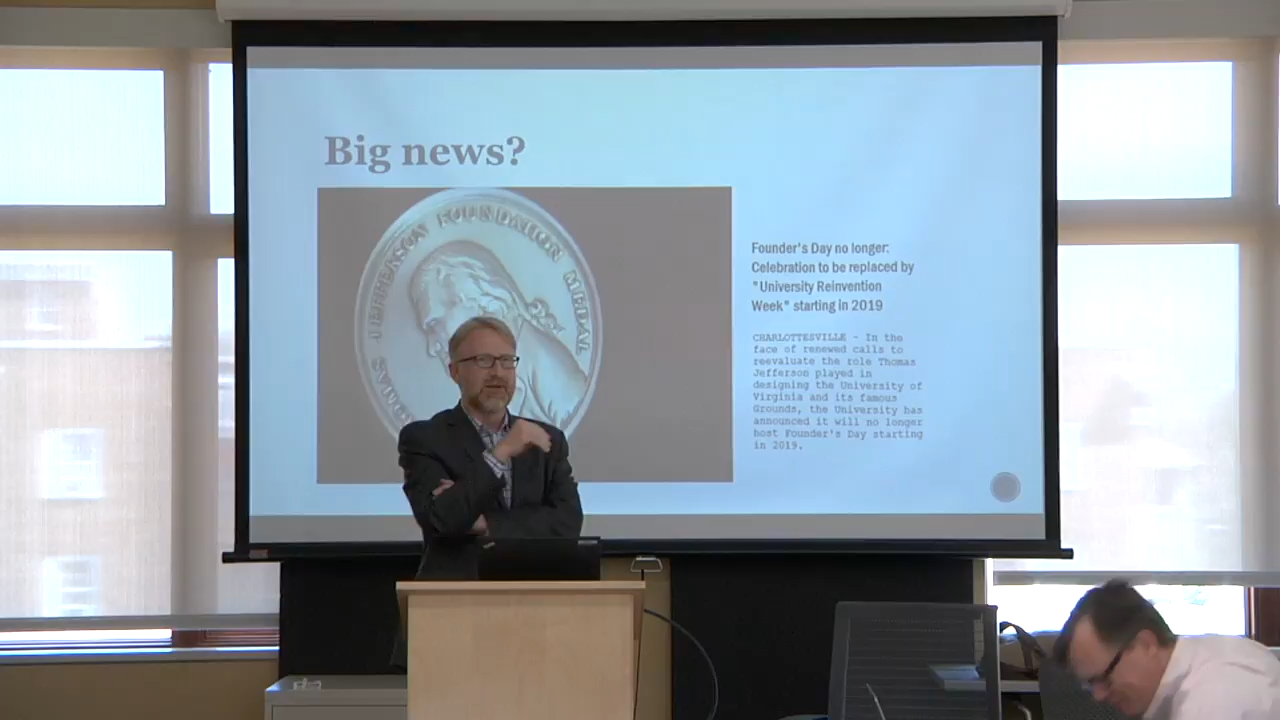 Big news?
THOMAS JEFFERSON FOUNDATION MEDAL
Founder's Day no longer:
Celebration to be replaced by
"University Reinvention
Week" starting in 2019
CHARLOTTESVILLE - In the
face of renewed calls to
reevaluate the role Thomas
Jefferson played in
designing the University of
Virginia and its famous
Grounds, the University has
announced it will no longer
host Founder's Day starting
in 2019.